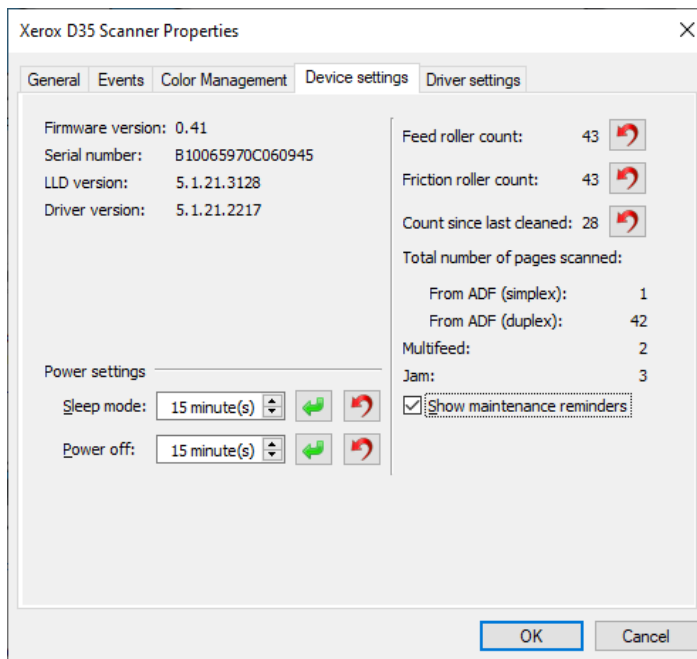 Xerox D35 Scanner Properties
General Events Color Management Device settings Driver settings
Firmware version: 0.41
Serial number: B10065970C060945
LLD version: 5.1.21.3128
Driver version: 5.1.21.2217
Power settings
Sleep mode: 15 minute(s)
Power off: 15 minute(s)
Feed roller count: 43
Friction roller count: 43
Count since last cleaned: 28
Total number of pages scanned:
From ADF (simplex): 1
From ADF (duplex): 42
Multifeed: 2
Jam: 3
Show maintenance reminders
OK Cancel